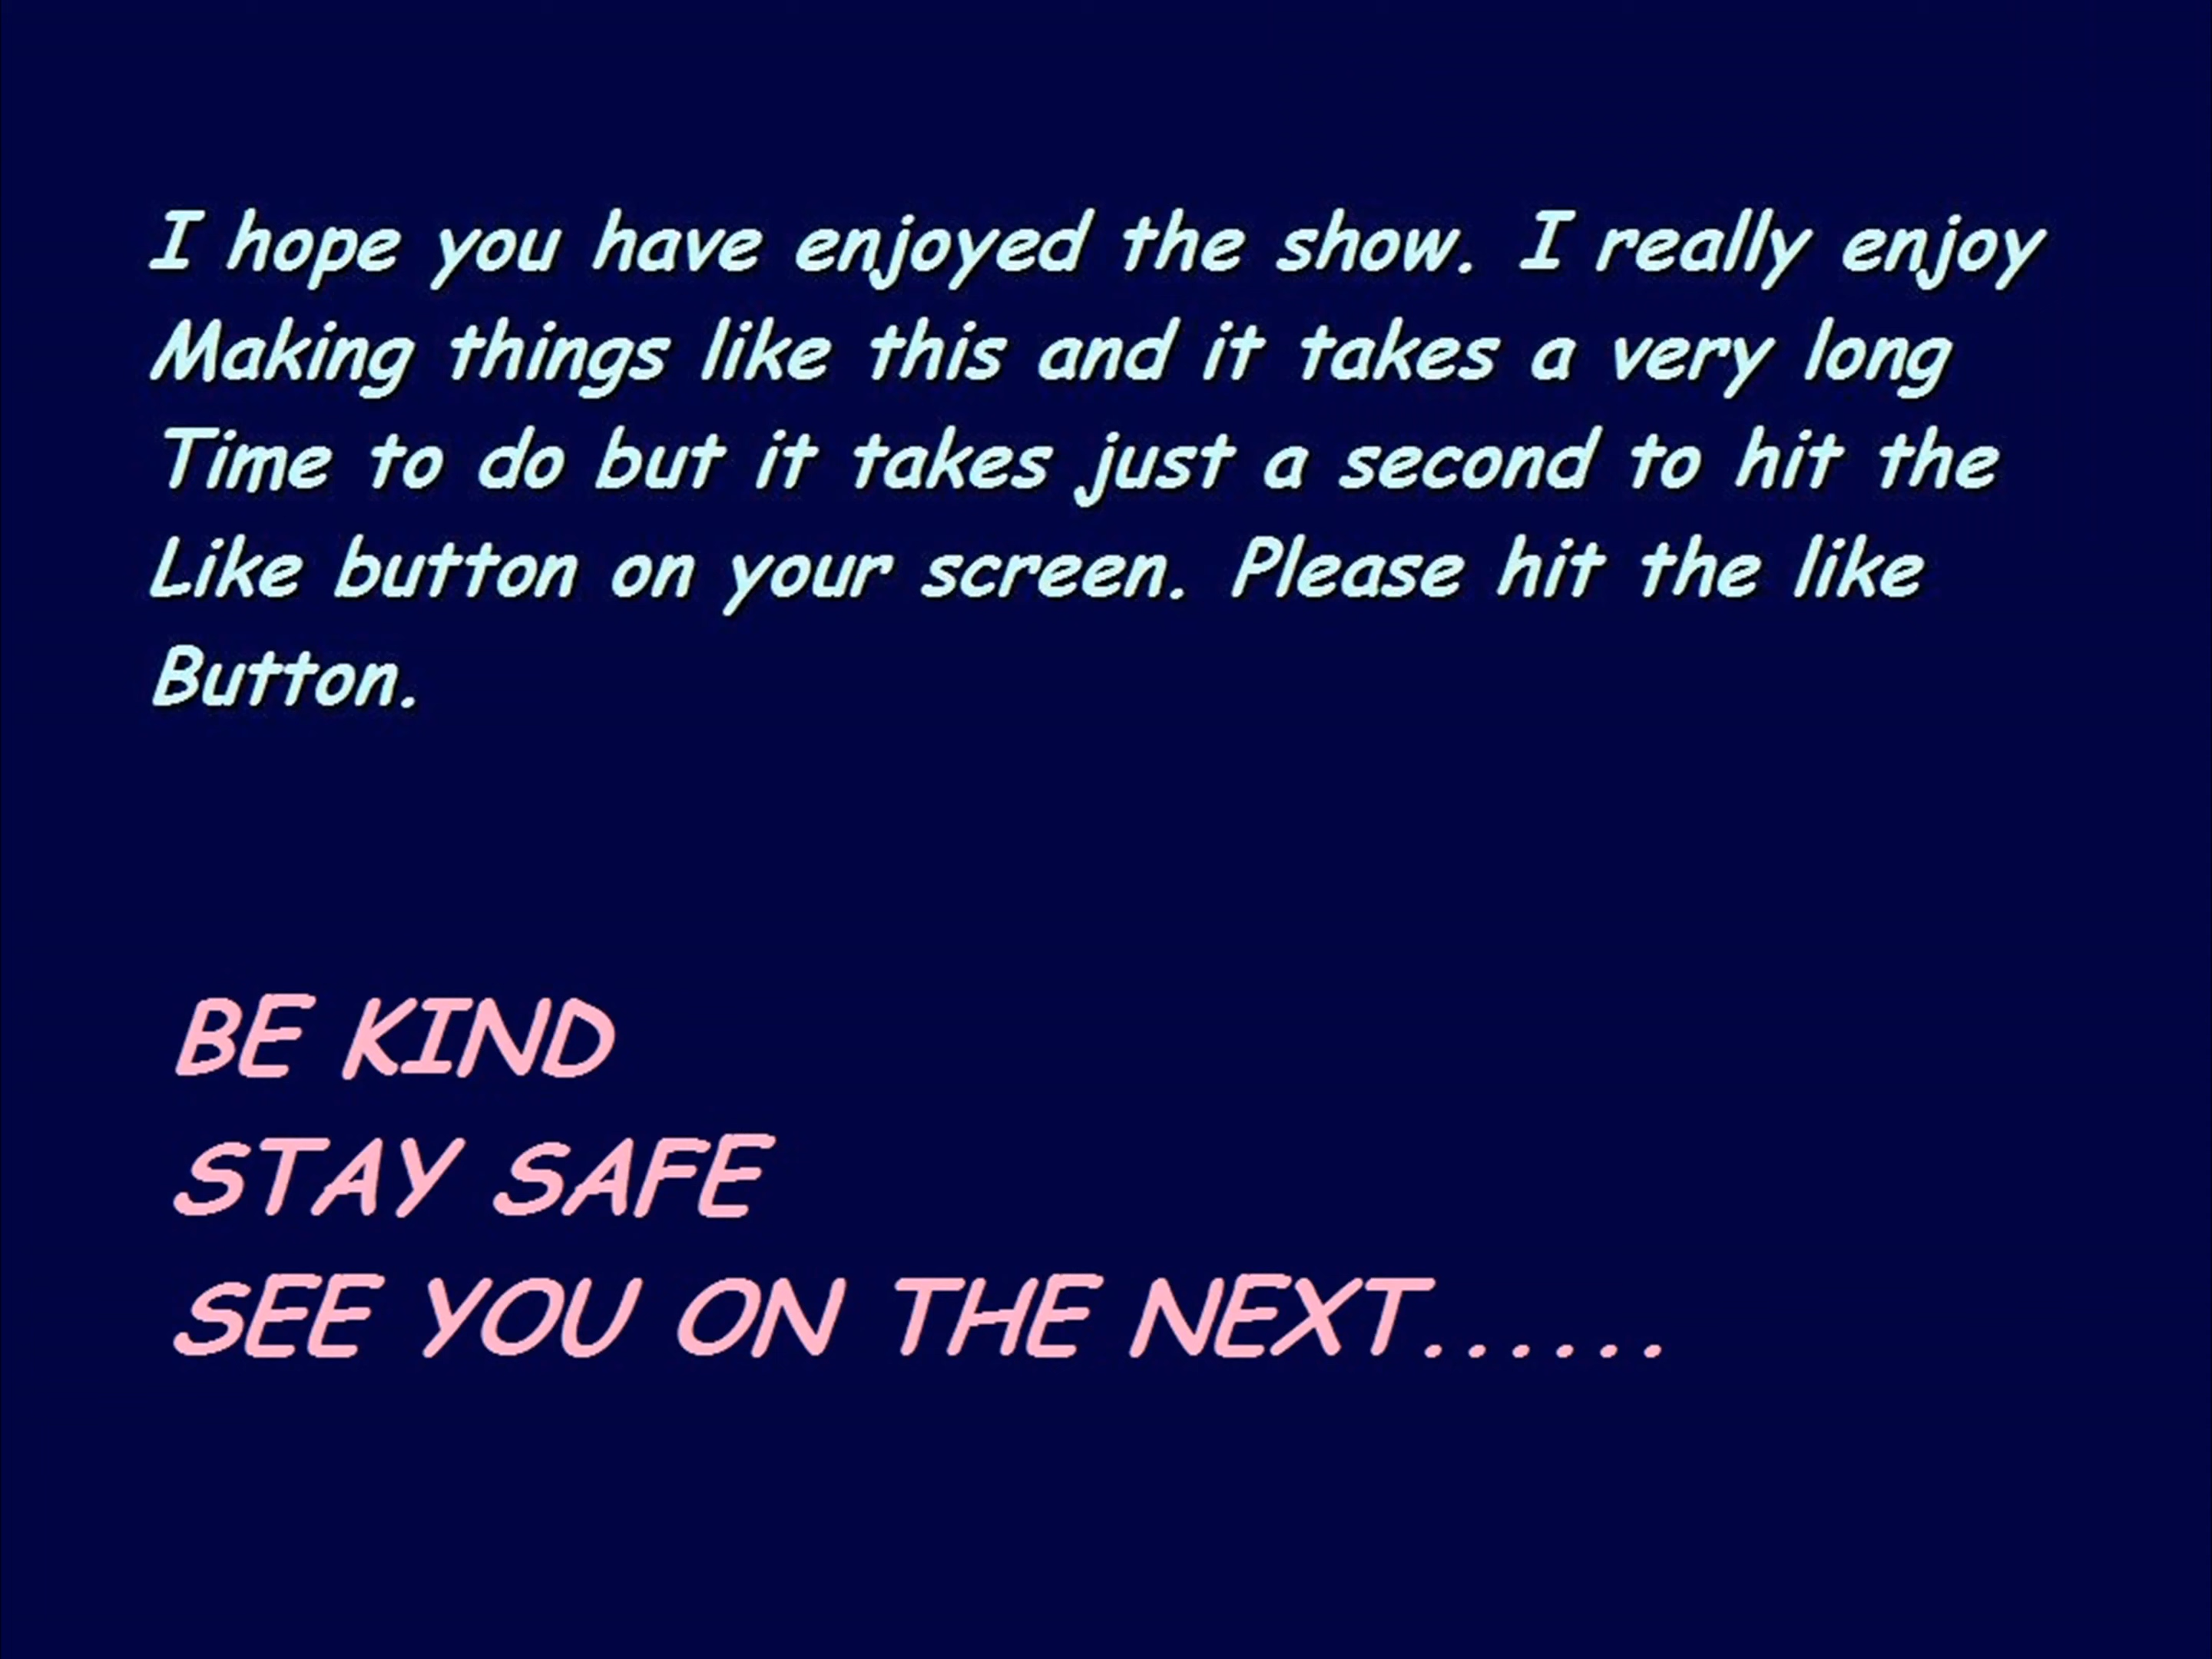 I hope you have enjoyed the show. I really enjoy
Making things like this and it takes a very long
Time to do but it takes just a second to hit the
Like button on your screen. Please hit the like
Button.
BE KIND
STAY SAFE
SEE YOU ON THE NEXT......